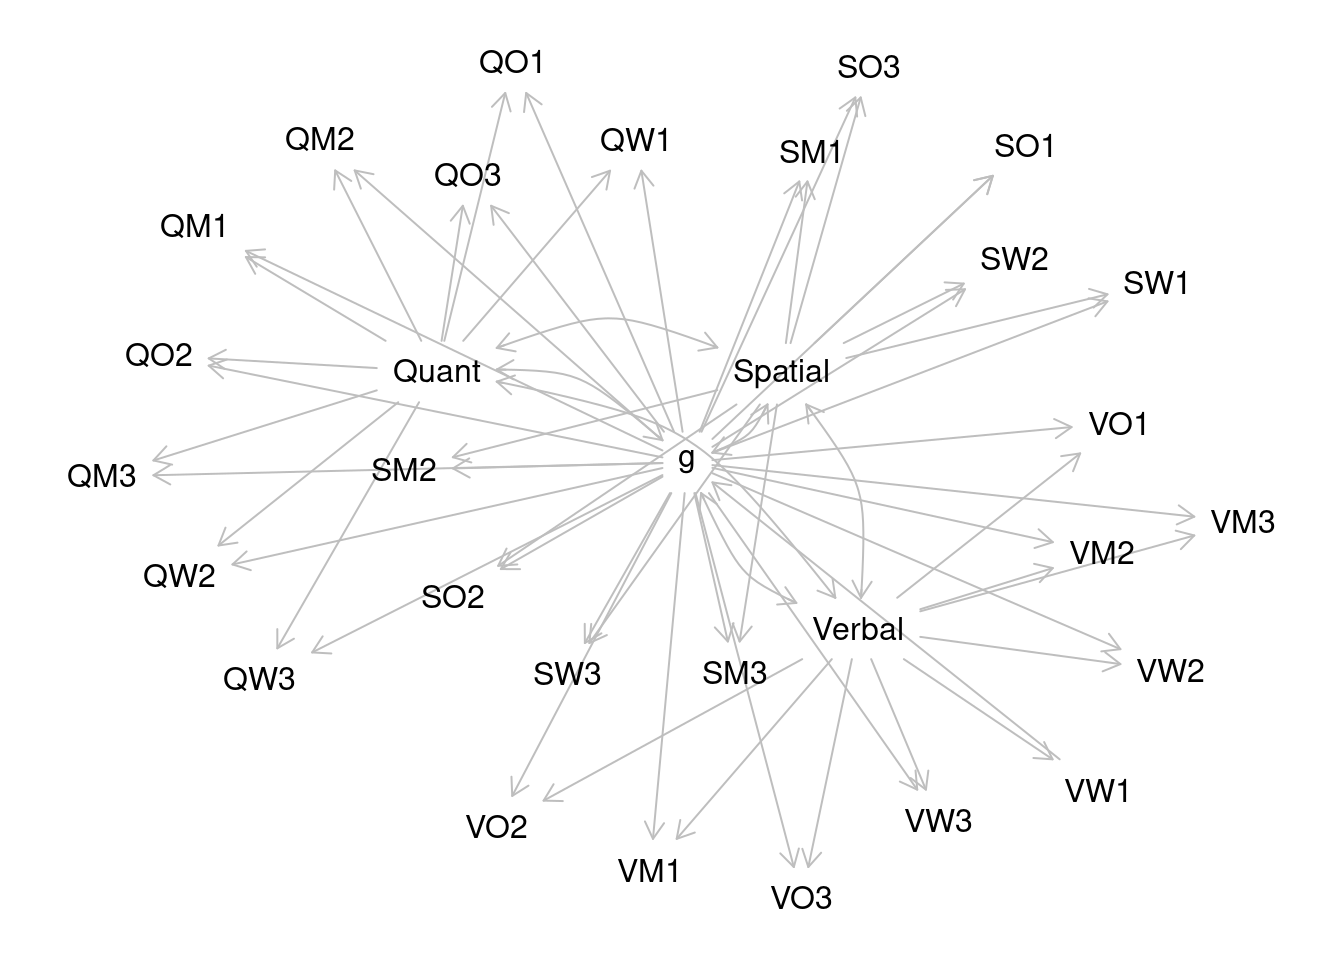 QO1
SO3
QM2
QW1
SM1
SO1
QO3
QM1
SW2
SW1
QO2
Quant
Spatial
VO1
g
SM2
QM3
VM3
VM2
QW2
SO2
Verbal
SW3
SM3
VW2
QW3
VW1
VO2
VW3
VM1
VO3